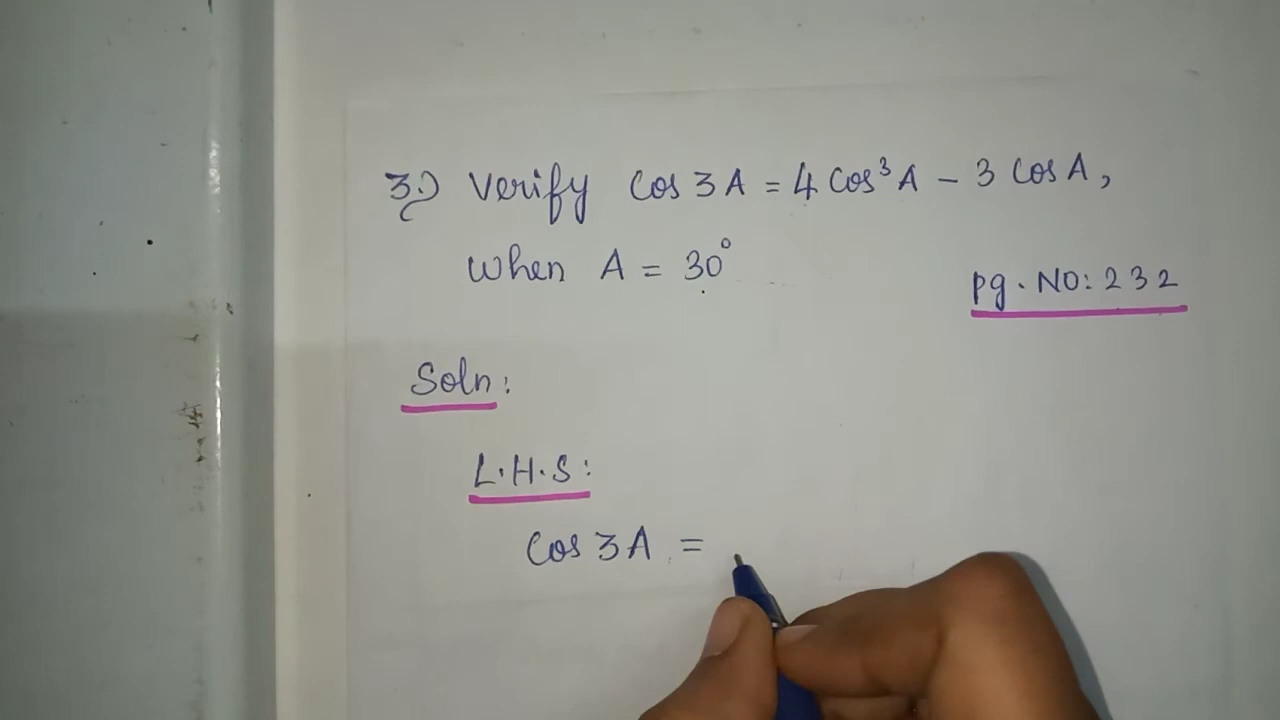 3.) Verify Cos 3A = 4 Cos³A - 3 Cos A,
When A = 30°
Pg. No: 232
Soln:
L.H.S:
Cos 3A =